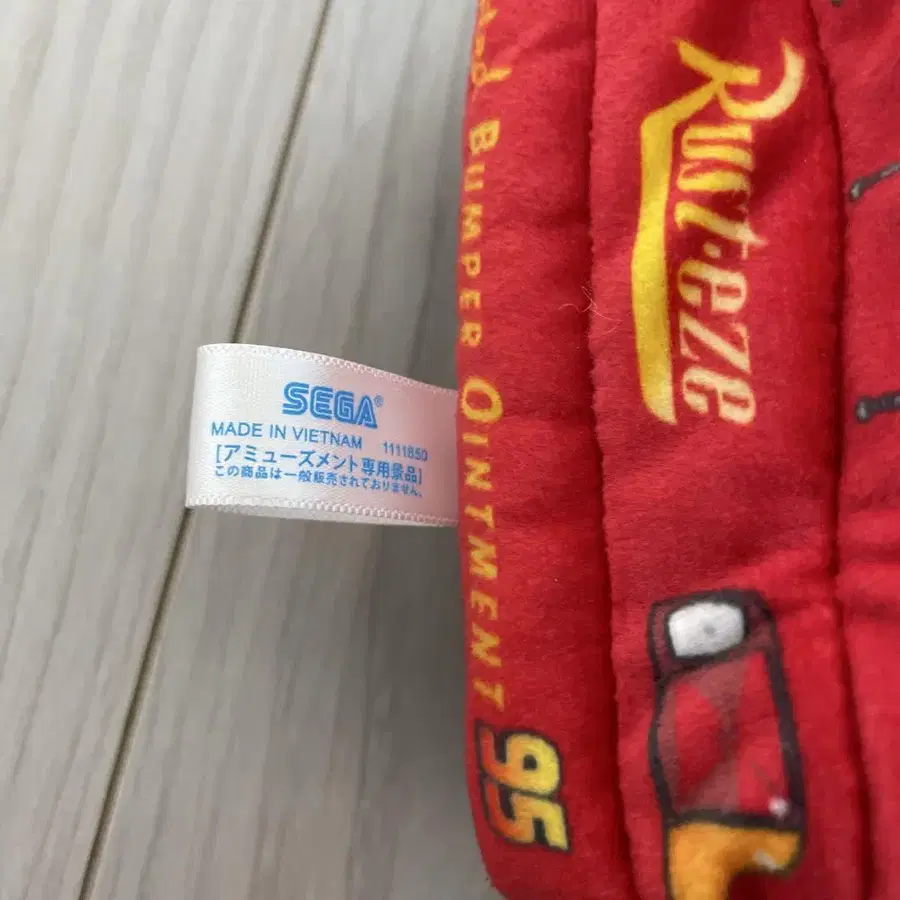 SEGA®
MADE IN VIETNAM 1111850
[アミューズメント専用景品]
この商品は一般販売されておりません。
BUMPER OINTMENT
Rust-eze
95